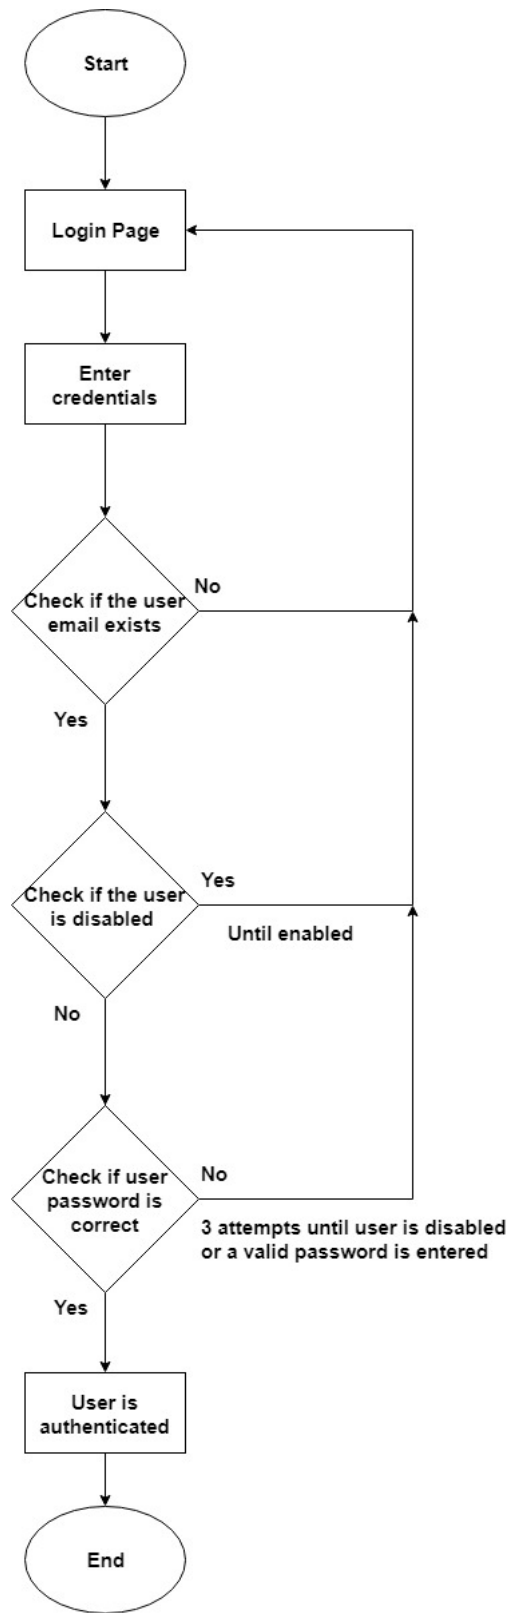 Start
Login Page
Enter
credentials
No
Check if the user
email exists
Yes
Yes
Check if the user
is disabled
Until enabled
No
No
Check if user
password is
correct
3 attempts until user is disabled
or a valid password is entered
Yes
User is
authenticated
End